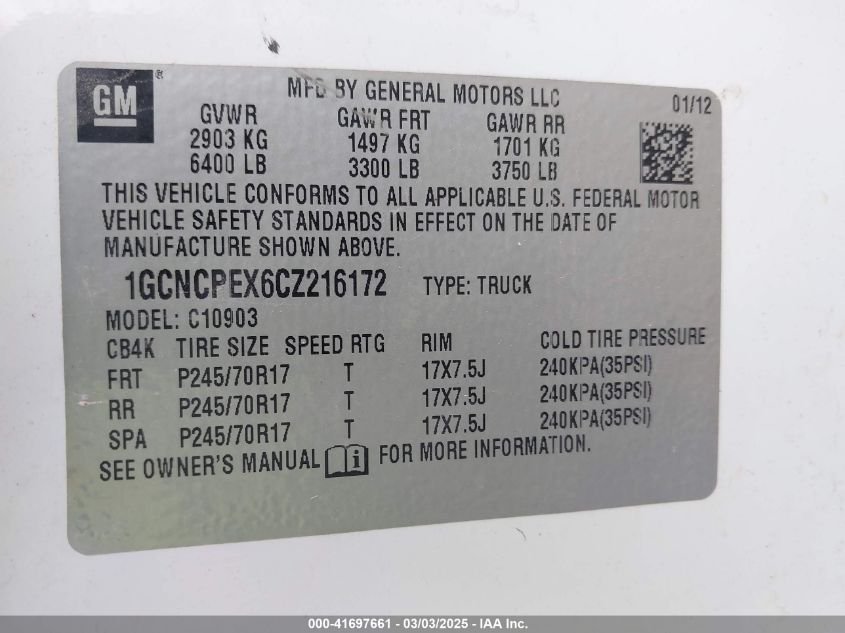 GM ®
MFD BY GENERAL MOTORS LLC 01/12
GVWR GAWR FRT GAWR RR
2903 KG 1497 KG 1701 KG
6400 LB 3300 LB 3750 LB
THIS VEHICLE CONFORMS TO ALL APPLICABLE U.S. FEDERAL MOTOR
VEHICLE SAFETY STANDARDS IN EFFECT ON THE DATE OF
MANUFACTURE SHOWN ABOVE.
1GCNCPEX6CZ216172 TYPE: TRUCK
MODEL: C10903
CB4K TIRE SIZE SPEED RTG RIM COLD TIRE PRESSURE
FRT P245/70R17 T 17X7.5J 240KPA(35PSI)
RR P245/70R17 T 17X7.5J 240KPA(35PSI)
SPA P245/70R17 T 17X7.5J 240KPA(35PSI)
SEE OWNER'S MANUAL i FOR MORE INFORMATION.
000-41697661 — 03/03/2025 — IAA Inc.